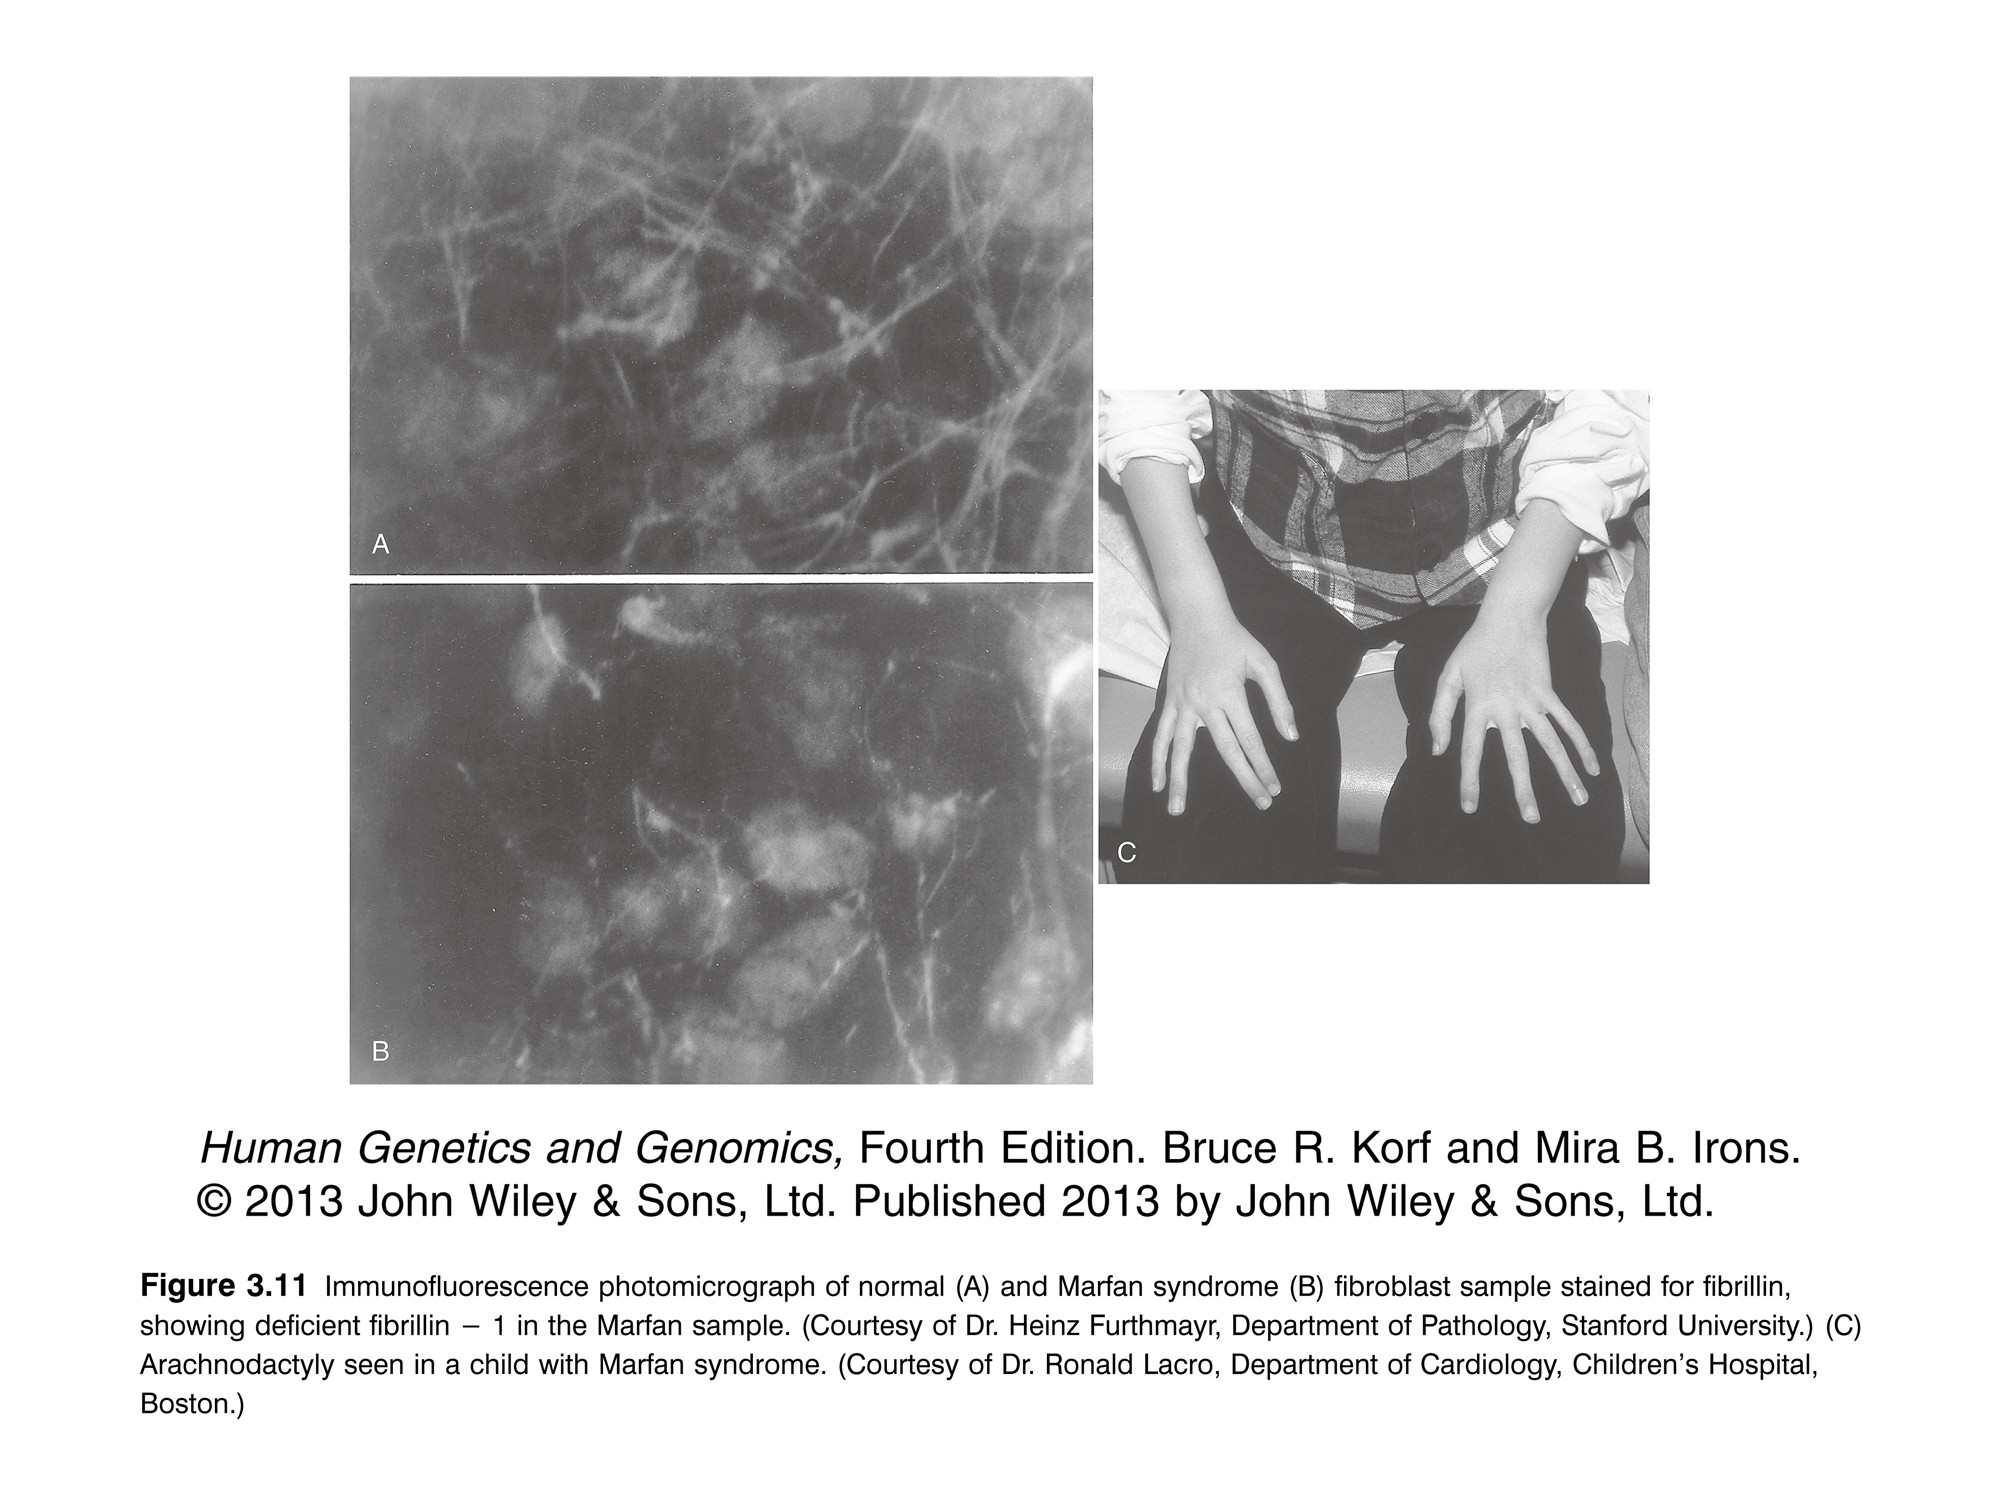 A
B
C
Human Genetics and Genomics, Fourth Edition. Bruce R. Korf and Mira B. Irons.
© 2013 John Wiley & Sons, Ltd. Published 2013 by John Wiley & Sons, Ltd.
Figure 3.11 Immunofluorescence photomicrograph of normal (A) and Marfan syndrome (B) fibroblast sample stained for fibrillin,
showing deficient fibrillin – 1 in the Marfan sample. (Courtesy of Dr. Heinz Furthmayr, Department of Pathology, Stanford University.) (C)
Arachnodactyly seen in a child with Marfan syndrome. (Courtesy of Dr. Ronald Lacro, Department of Cardiology, Children’s Hospital,
Boston.)